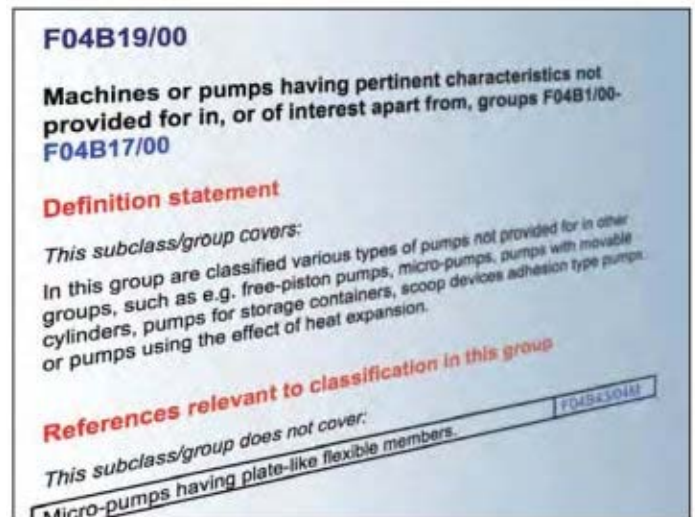 F04B19/00
Machines or pumps having pertinent characteristics not
provided for in, or of interest apart from, groups F04B1/00-
F04B17/00
Definition statement
This subclass/group covers:
In this group are classified various types of pumps not provided for in other
groups, such as e.g. free-piston pumps, micro-pumps, pumps with movable
cylinders, pumps for storage containers, scoop devices adhesion type pumps
or pumps using the effect of heat expansion.
References relevant to classification in this group
This subclass/group does not cover:
Micro-pumps having plate-like flexible members. F04B43/04M